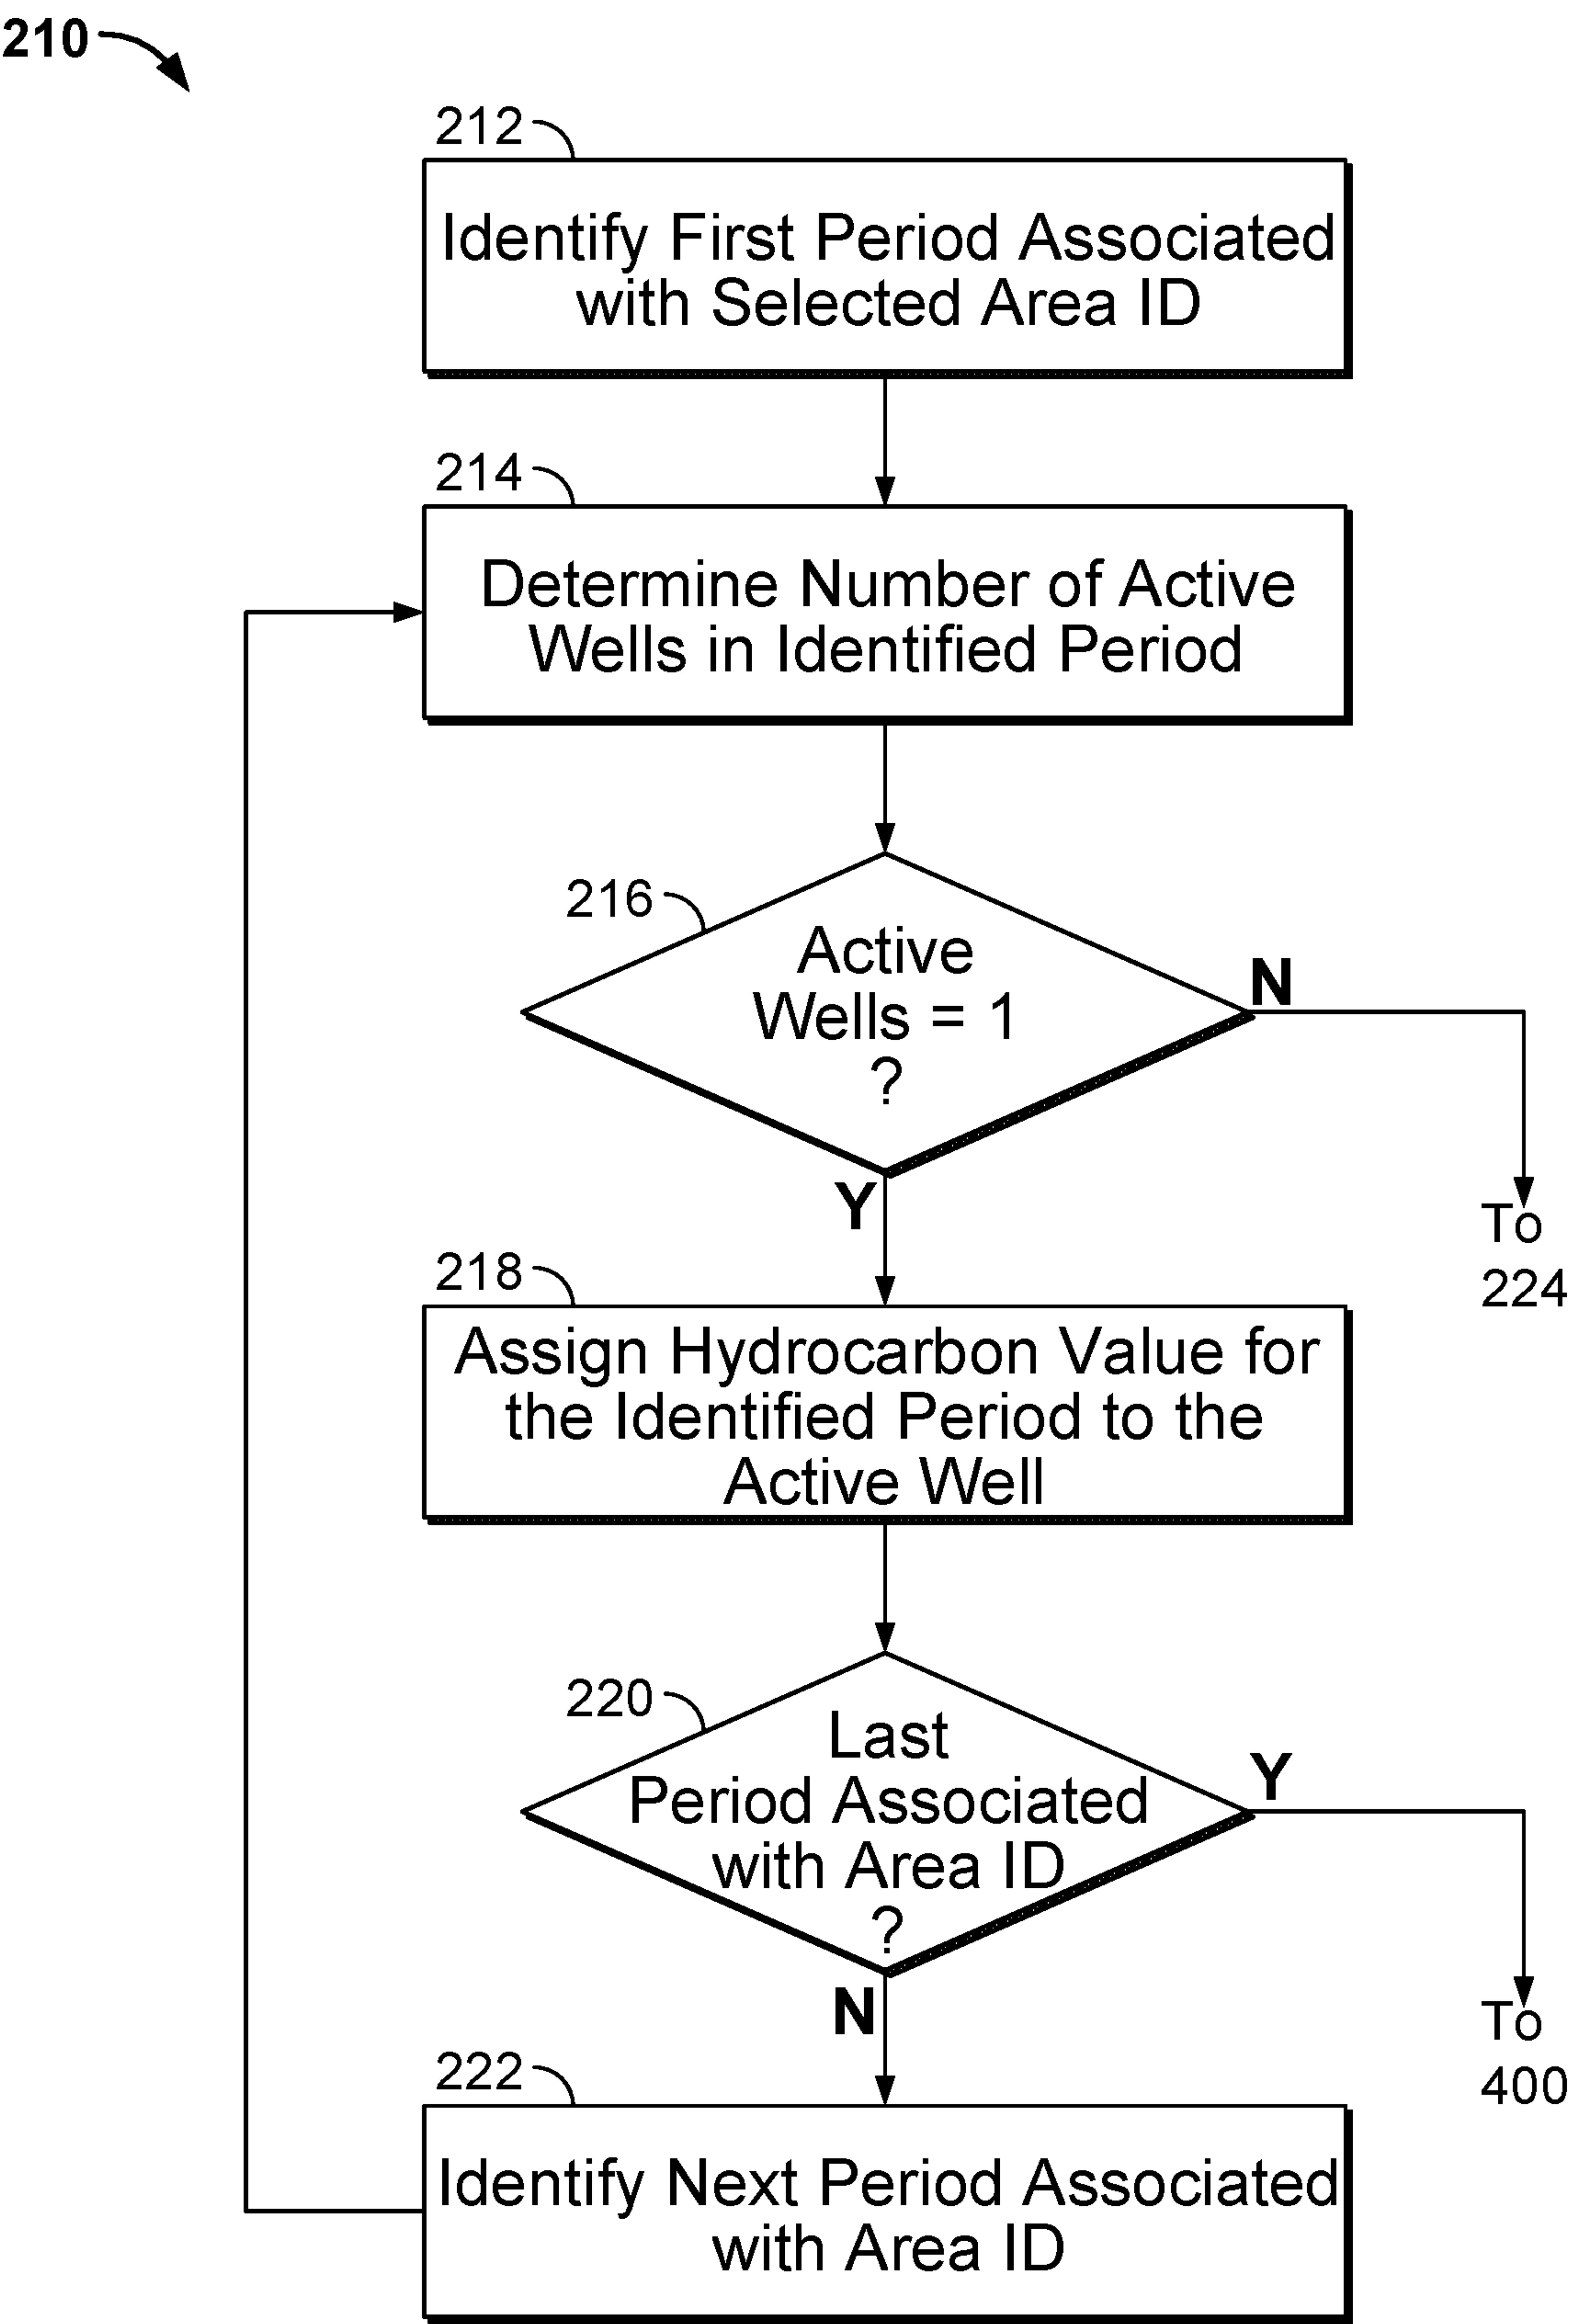 210
212
Identify First Period Associated
with Selected Area ID
214
Determine Number of Active
Wells in Identified Period
216
Active
Wells = 1
?
N
Y
To
224
218
Assign Hydrocarbon Value for
the Identified Period to the
Active Well
220
Last
Period Associated
with Area ID
?
Y
N
To
400
222
Identify Next Period Associated
with Area ID